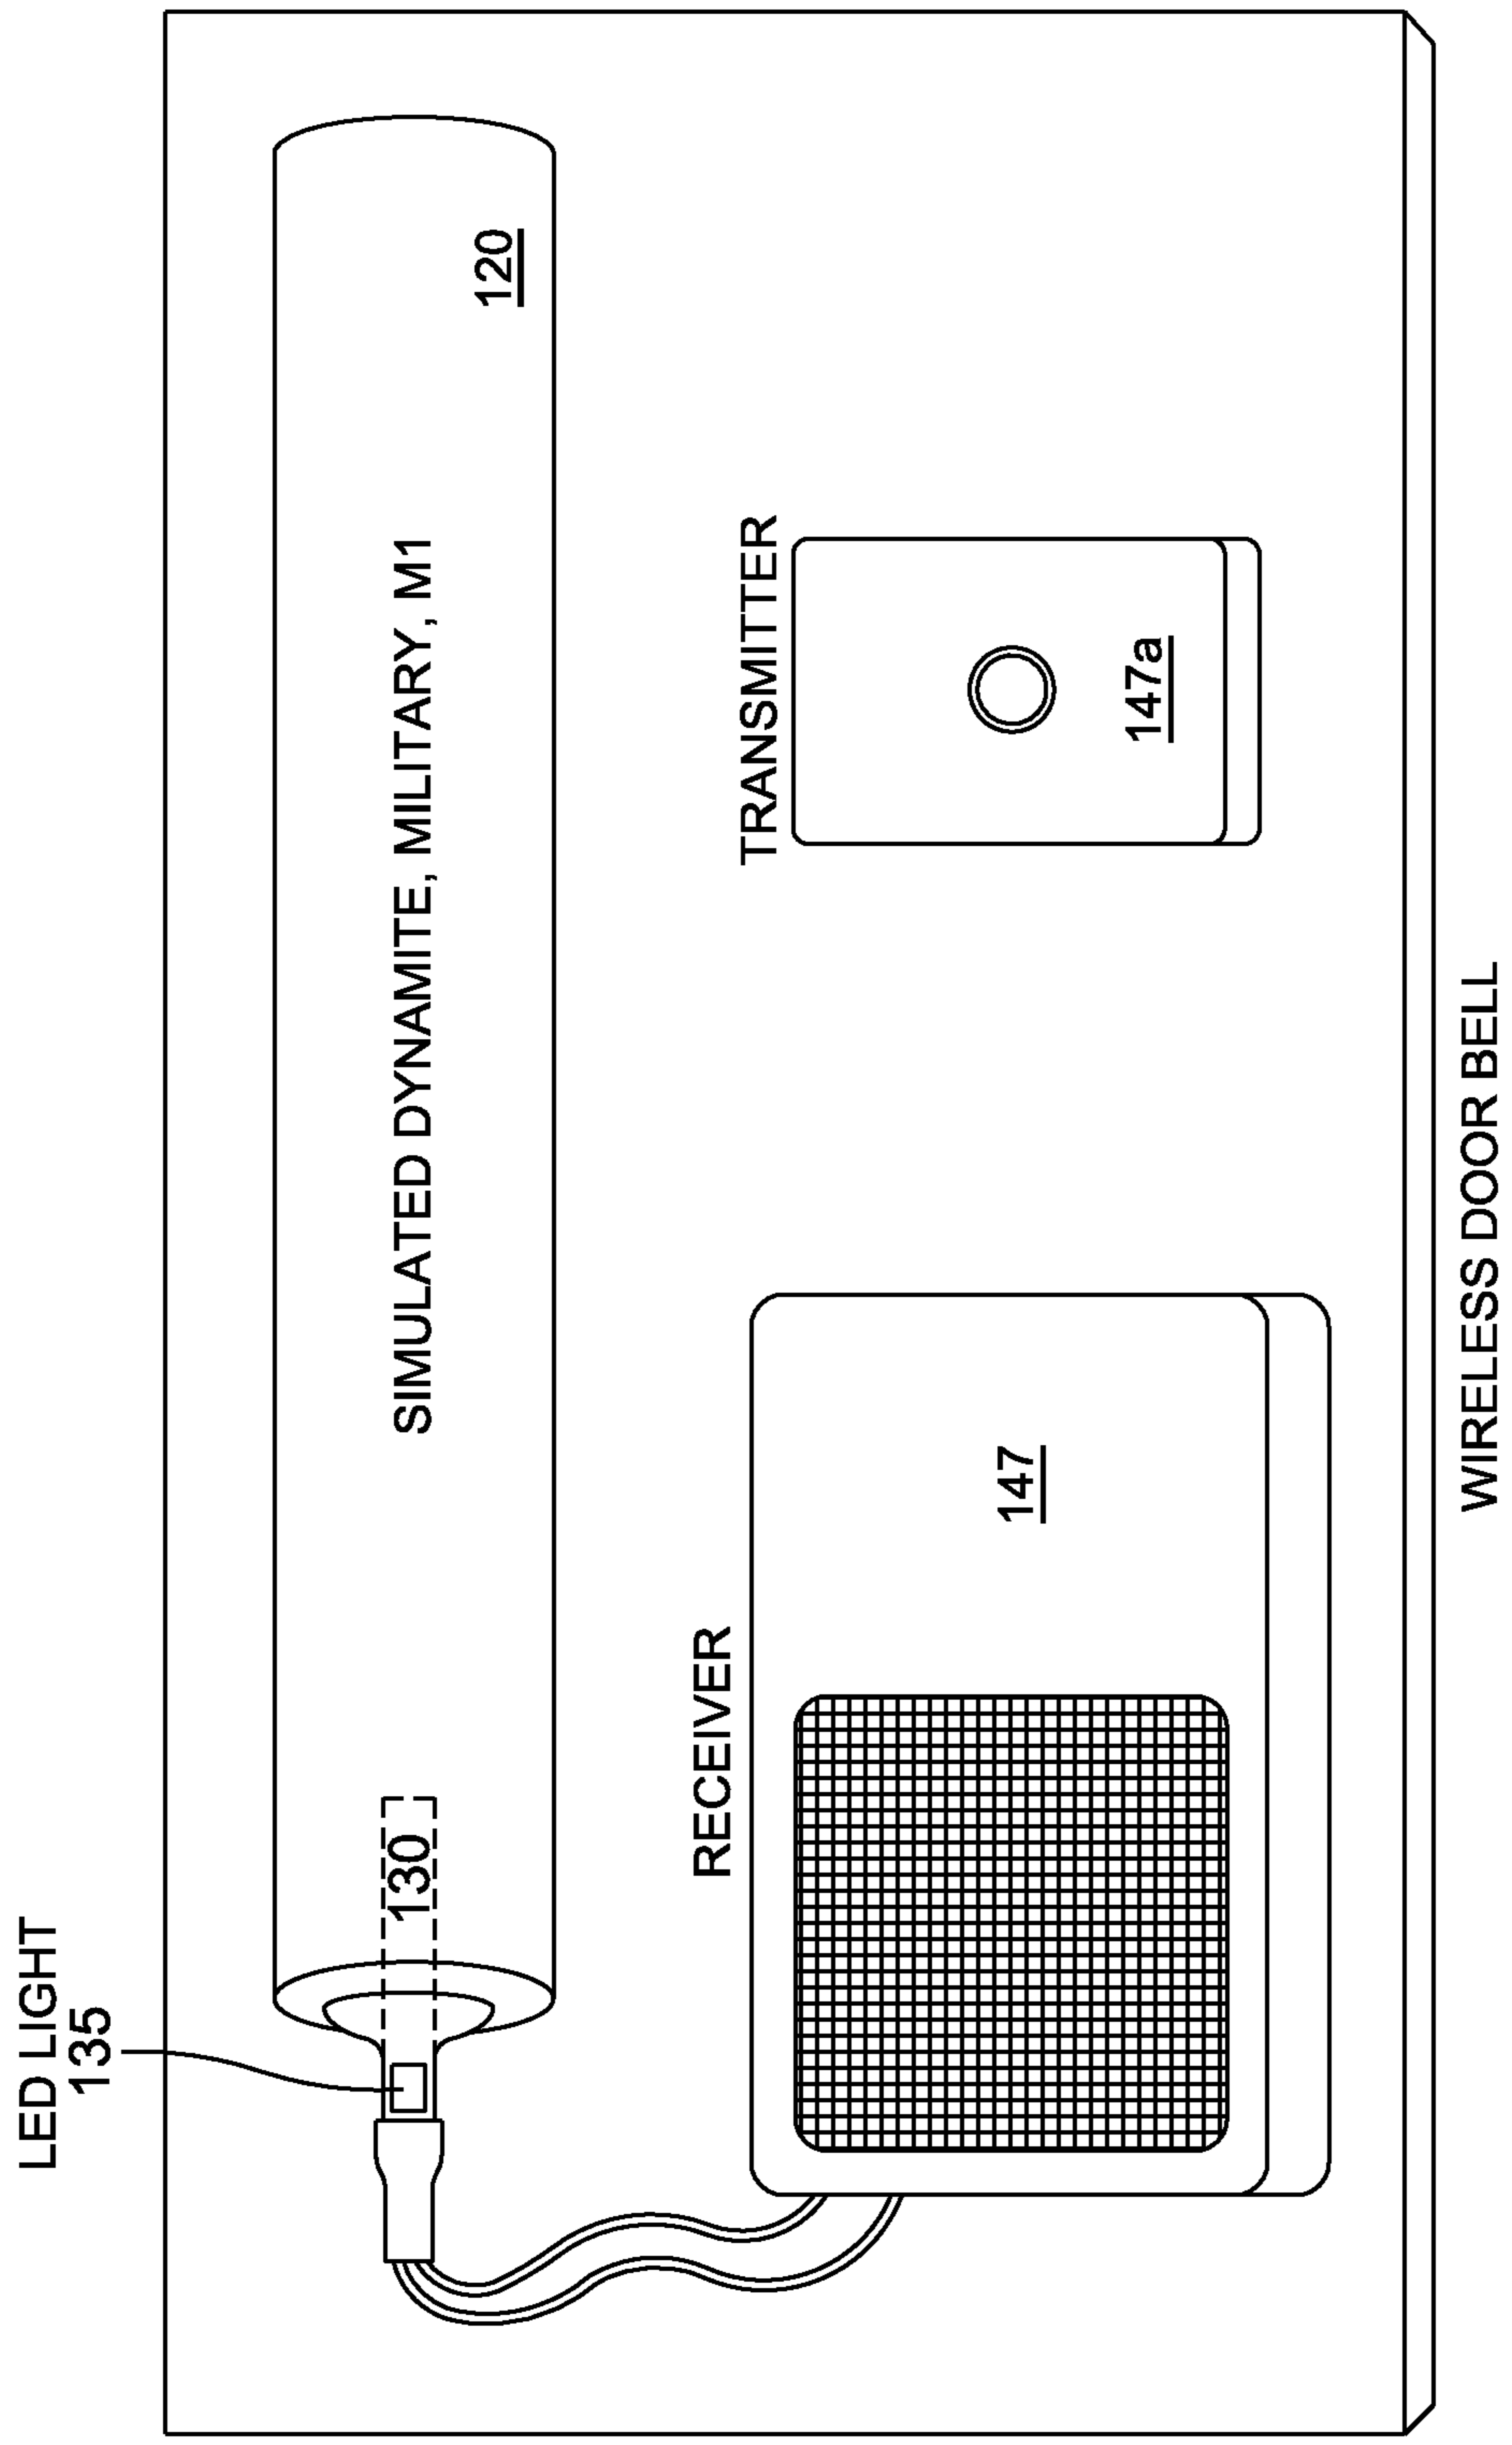 LED LIGHT
135
130
SIMULATED DYNAMITE, MILITARY, M1
120
RECEIVER
147
TRANSMITTER
147a
WIRELESS DOOR BELL